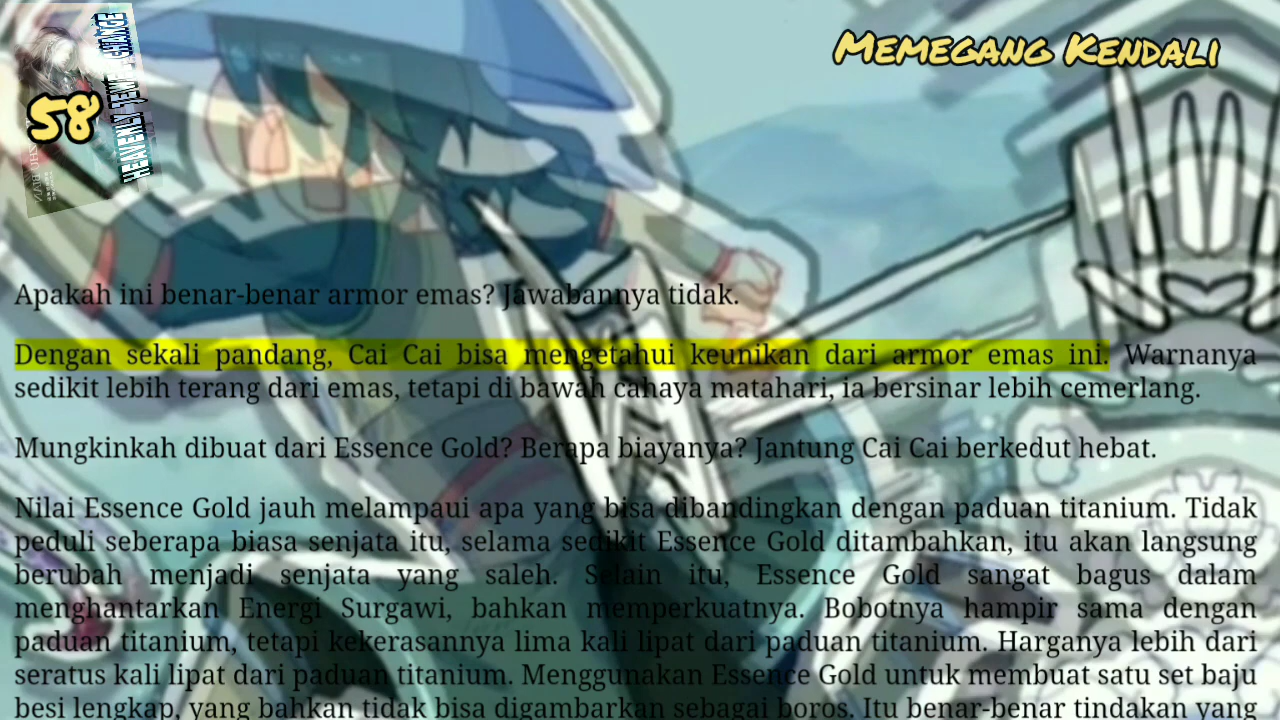 58
HEAVENLY JEWEL CHANGE
Memegang Kendali
Apakah ini benar-benar armor emas? Jawabannya tidak.
Dengan sekali pandang, Cai Cai bisa mengetahui keunikan dari armor emas ini. Warnanya
sedikit lebih terang dari emas, tetapi di bawah cahaya matahari, ia bersinar lebih cemerlang.
Mungkinkah dibuat dari Essence Gold? Berapa biayanya? Jantung Cai Cai berkedut hebat.
Nilai Essence Gold jauh melampaui apa yang bisa dibandingkan dengan paduan titanium. Tidak
peduli seberapa biasa senjata itu, selama sedikit Essence Gold ditambahkan, itu akan langsung
berubah menjadi senjata yang saleh. Selain itu, Essence Gold sangat bagus dalam
menghantarkan Energi Surgawi, bahkan memperkuatnya. Bobotnya hampir sama dengan
paduan titanium, tetapi kekerasannya lima kali lipat dari paduan titanium. Harganya lebih dari
seratus kali lipat dari paduan titanium. Menggunakan Essence Gold untuk membuat satu set baju
besi lengkap, yang bahkan tidak bisa digambarkan sebagai boros. Itu benar-benar tindakan yang